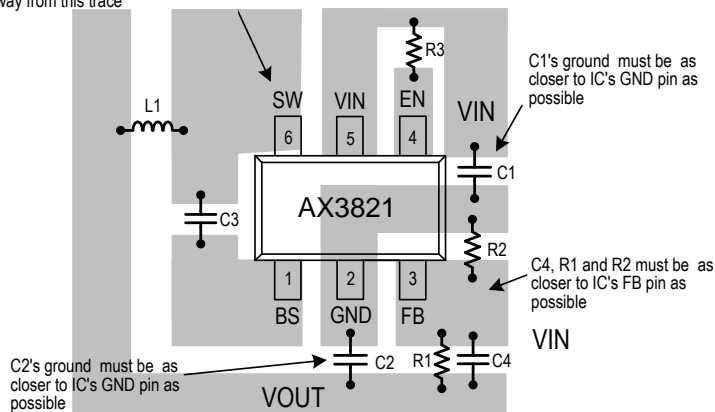 way from this trace
R3
C1's ground must be as
closer to IC's GND pin as
possible
L1
SW
VIN
EN
VIN
6
5
4
C1
AX3821
C3
R2
C4, R1 and R2 must be as
closer to IC's FB pin as
possible
1
2
3
BS
GND
FB
VIN
C2's ground must be as
closer to IC's GND pin as
possible
C2
R1
C4
VOUT